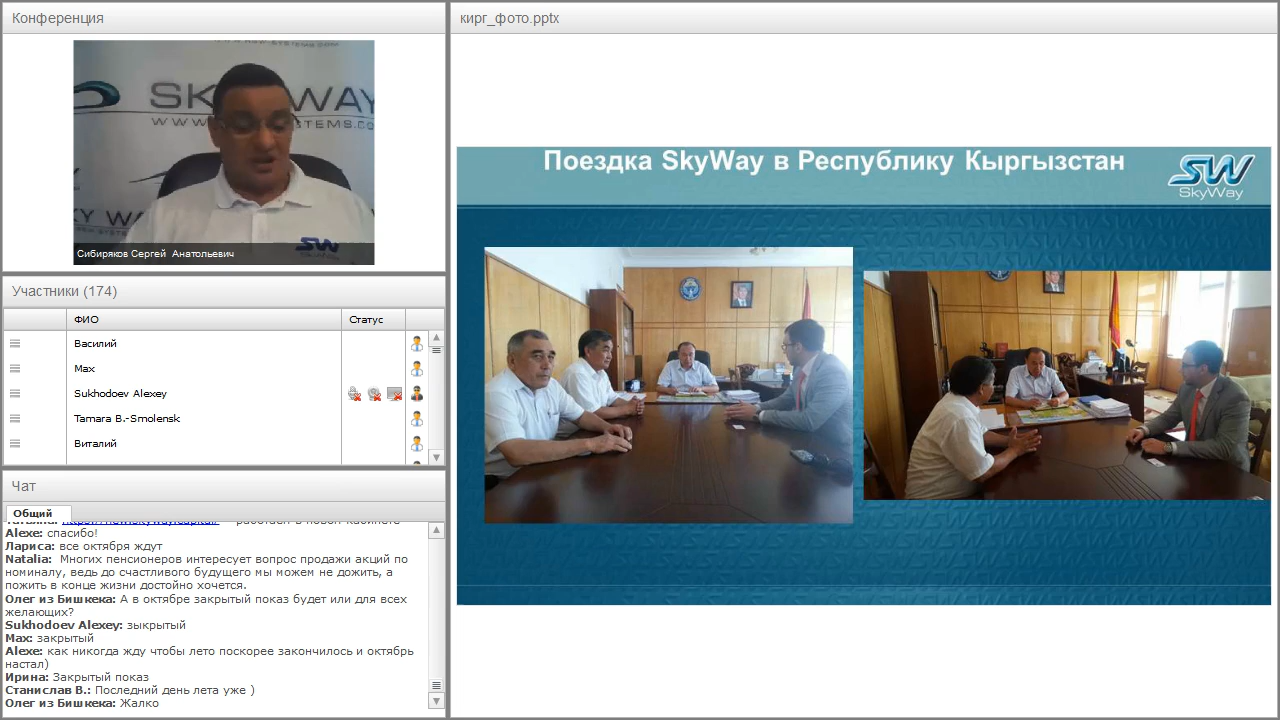 Конференция
SKYWAY
Сибиряков Сергей Анатольевич
Участники (174)
ФИО
Статус
Василий
Max
Sukhodoev Alexey
Tamara B.-Smolensk
Виталий
Чат
Общий
Alexe: спасибо!
Лариса: все октября ждут
Natalia: Многих пенсионеров интересует вопрос продажи акций по
номиналу, ведь до счастливого будущего мы можем не дожить, а
пожить в конце жизни достойно хочется.
Олег из Бишкека: А в октябре закрытый показ будет или для всех
желающих?
Sukhodoev Alexey: зыкрытый
Max: закрытый
Alexe: как никогда жду чтобы лето поскорее закончилось и октябрь
настал)
Ирина: Закрытый показ
Станислав В.: Последний день лета уже )
Олег из Бишкека: Жалко
кирг_фото.pptx
Поездка SkyWay в Республику Кыргызстан
SW
SkyWay